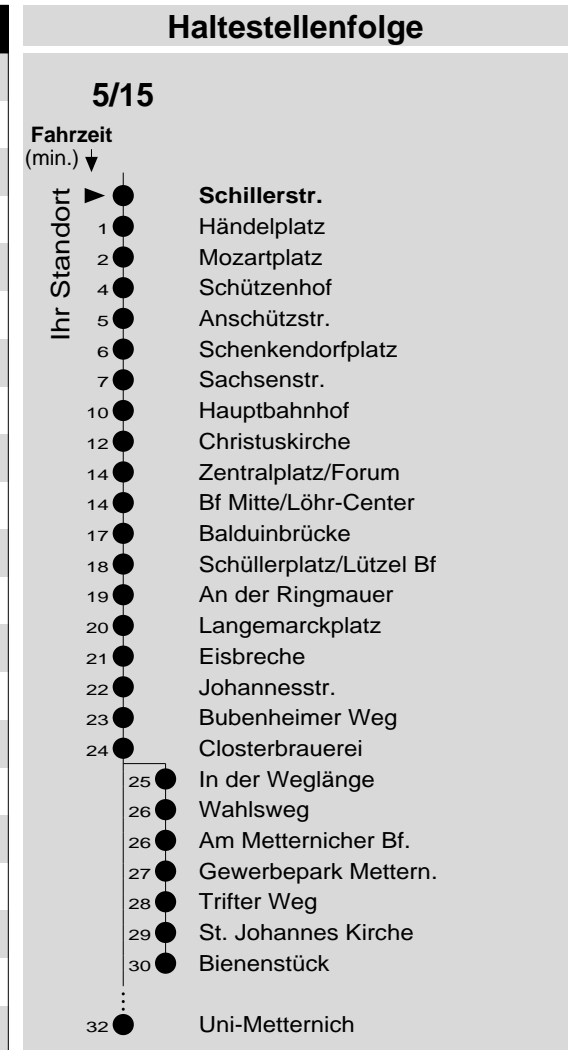 Haltestellenfolge
5/15
Fahrzeit
(min.)
Ihr Standort
Schillerstr.
1 Händelplatz
2 Mozartplatz
4 Schützenhof
5 Anschützstr.
6 Schenkendorfplatz
7 Sachsenstr.
10 Hauptbahnhof
12 Christuskirche
14 Zentralplatz/Forum
14 Bf Mitte/Löhr-Center
17 Balduinbrücke
18 Schüllerplatz/Lützel Bf
19 An der Ringmauer
20 Langemarckplatz
21 Eisbreche
22 Johannesstr.
23 Bubenheimer Weg
24 Closterbrauerei
25 In der Weglänge
26 Wahlsweg
26 Am Metternicher Bf.
27 Gewerbepark Mettern.
28 Trifter Weg
29 St. Johannes Kirche
30 Bienenstück
32 Uni-Metternich